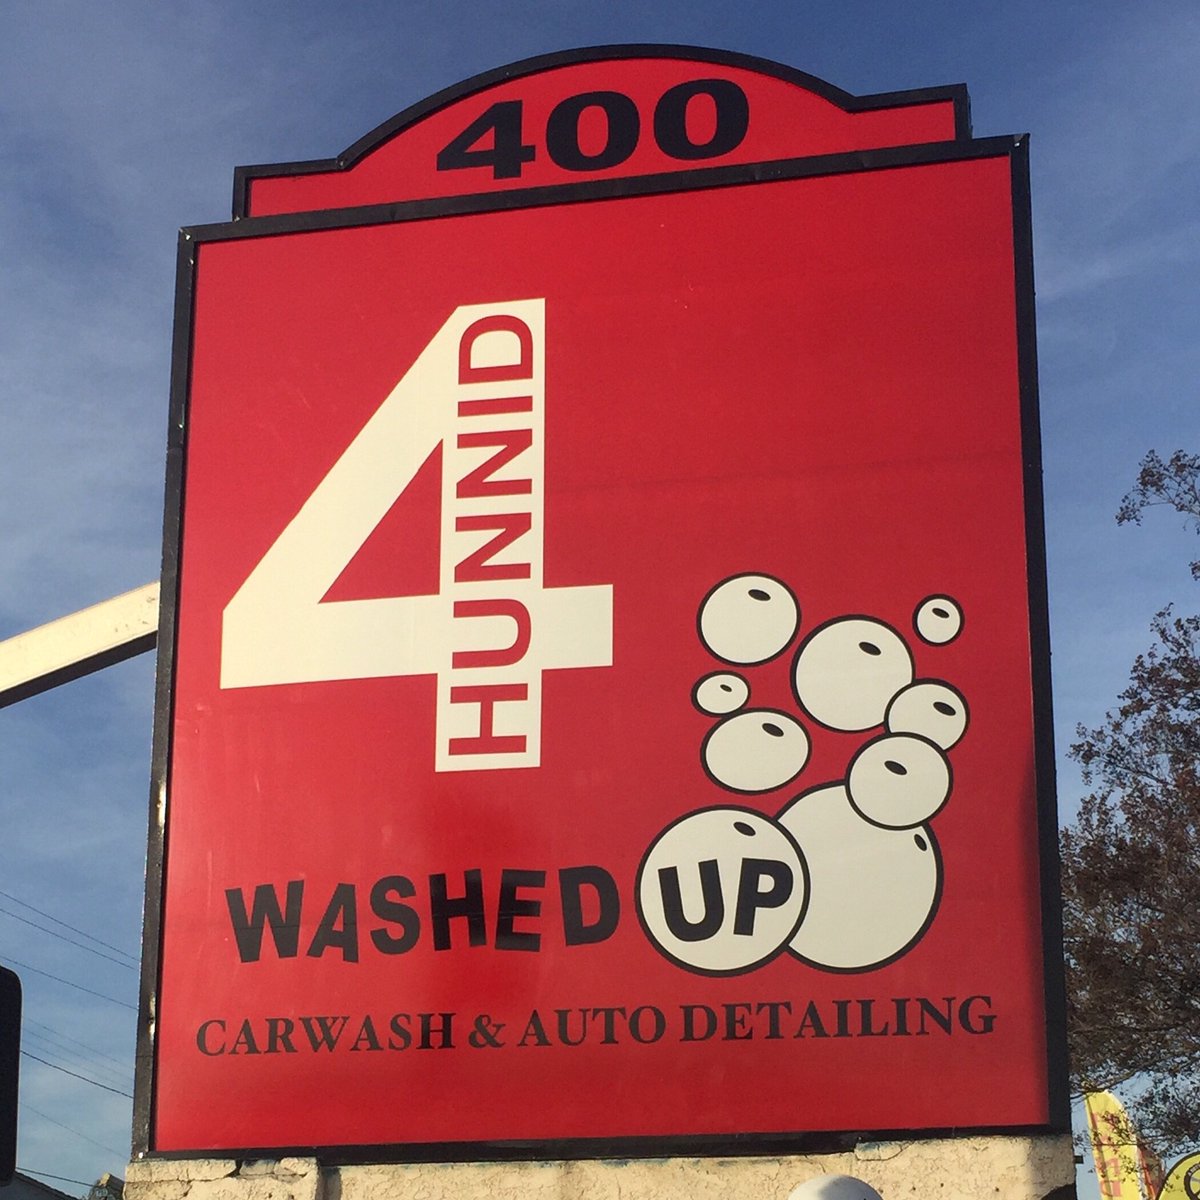 400
4
HUNNID
WASHED UP
CARWASH & AUTO DETAILING